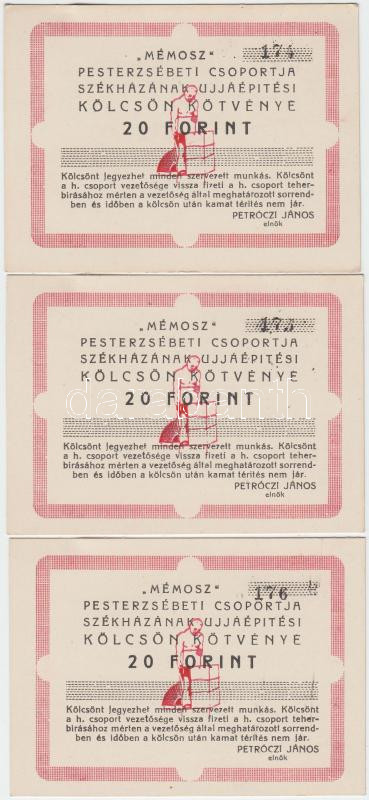 „MÉMOSZ" 174
PESTERZSÉBETI CSOPORTJA
SZÉKHÁZÁNAK UJJÁÉPITÉSI
KÖLCSÖN KÖTVÉNYE
20 FORINT
Kölcsönt jegyezhet minden szervezett munkás. Kölcsönt
a h. csoport vezetősége vissza fizeti a h. csoport teher-
birásához mérten a vezetőség által meghatározott sorrend-
ben és időben a kölcsön után kamat térités nem jár.
PETRÓCZI JÁNOS
elnök
„MÉMOSZ" 175
PESTERZSÉBETI CSOPORTJA
SZÉKHÁZÁNAK UJJÁÉPITÉSI
KÖLCSÖN KÖTVÉNYE
20 FORINT
Kölcsönt jegyezhet minden szervezett munkás. Kölcsönt
a h. csoport vezetősége vissza fizeti a h. csoport teher-
birásához mérten a vezetőség által meghatározott sorrend-
ben és időben a kölcsön után kamat térités nem jár.
PETRÓCZI JÁNOS
elnök
„MÉMOSZ" 176
PESTERZSÉBETI CSOPORTJA
SZÉKHÁZÁNAK UJJÁÉPITÉSI
KÖLCSÖN KÖTVÉNYE
20 FORINT
Kölcsönt jegyezhet minden szervezett munkás. Kölcsönt
a h. csoport vezetősége vissza fizeti a h. csoport teher-
birásához mérten a vezetőség által meghatározott sorrend-
ben és időben a kölcsön után kamat térités nem jár.
PETRÓCZI JÁNOS
elnök